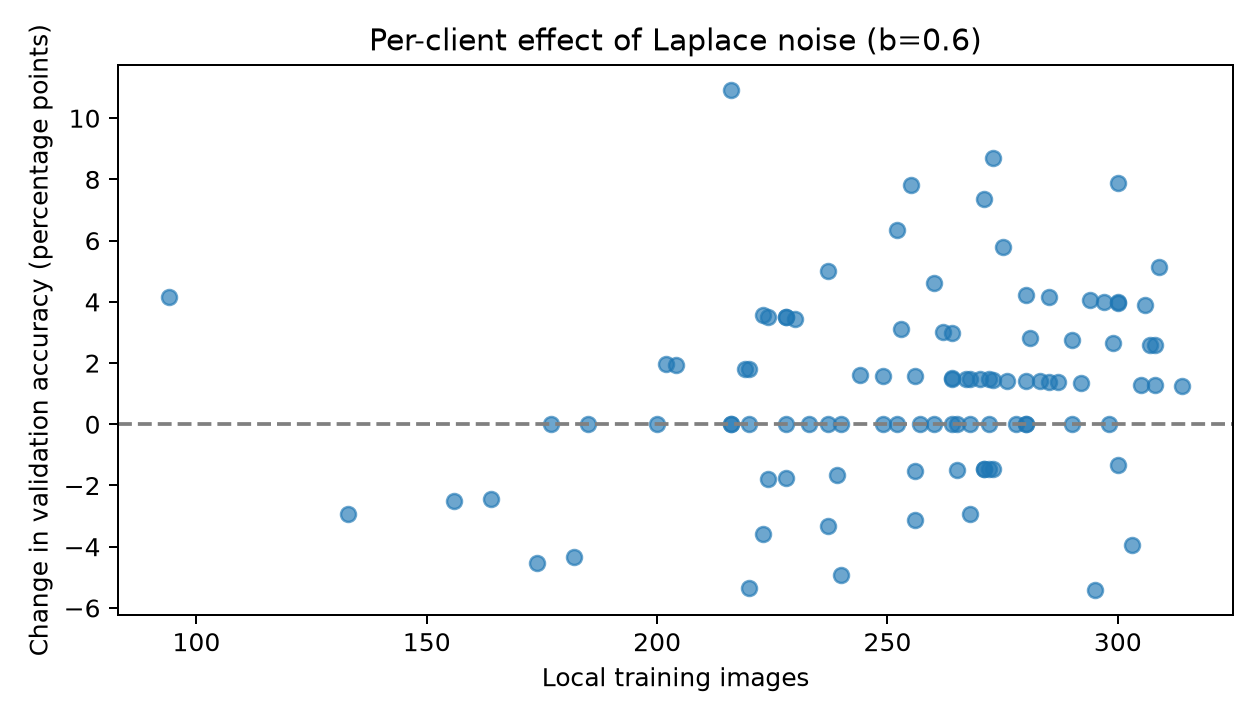 Per-client effect of Laplace noise (b=0.6)
Change in validation accuracy (percentage points)
10
8
6
4
2
0
−2
−4
−6
100 150 200 250 300
Local training images